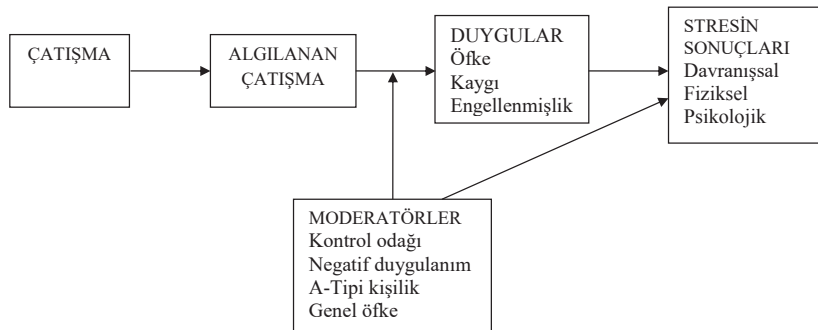 ÇATIŞMA
ALGILANAN
ÇATIŞMA
DUYGULAR
Öfke
Kaygı
Engellenmişlik
STRESİN
SONUÇLARI
Davranışsal
Fiziksel
Psikolojik
MODERATÖRLER
Kontrol odağı
Negatif duygulanım
A-Tipi kişilik
Genel öfke